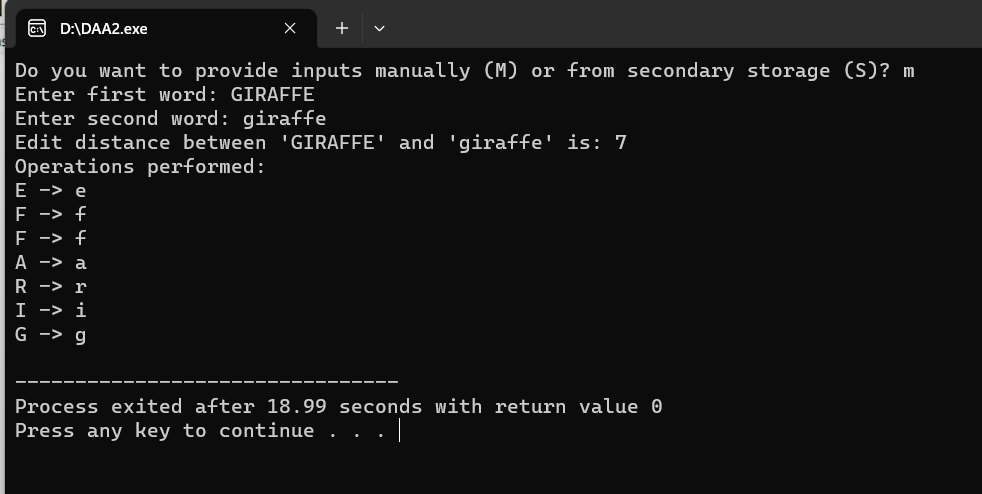 D:\DAA2.exe
Do you want to provide inputs manually (M) or from secondary storage (S)? m
Enter first word: GIRAFFE
Enter second word: giraffe
Edit distance between 'GIRAFFE' and 'giraffe' is: 7
Operations performed:
E -> e
F -> f
F -> f
A -> a
R -> r
I -> i
G -> g
--------------------------------
Process exited after 18.99 seconds with return value 0
Press any key to continue . . .